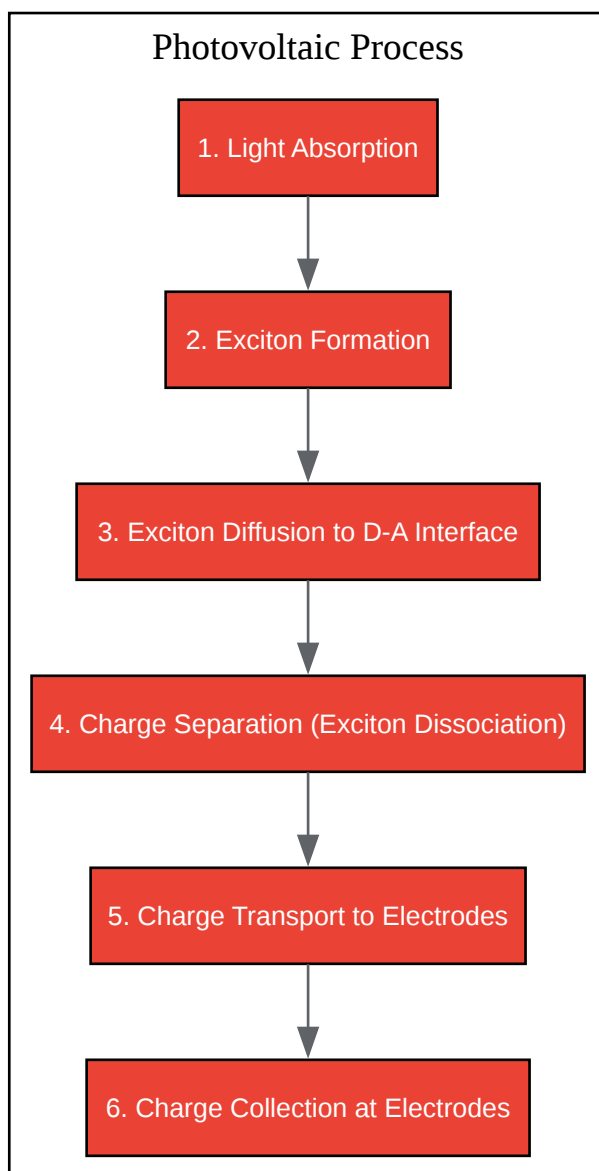 Photovoltaic Process
1. Light Absorption
2. Exciton Formation
3. Exciton Diffusion to D-A Interface
4. Charge Separation (Exciton Dissociation)
5. Charge Transport to Electrodes
6. Charge Collection at Electrodes